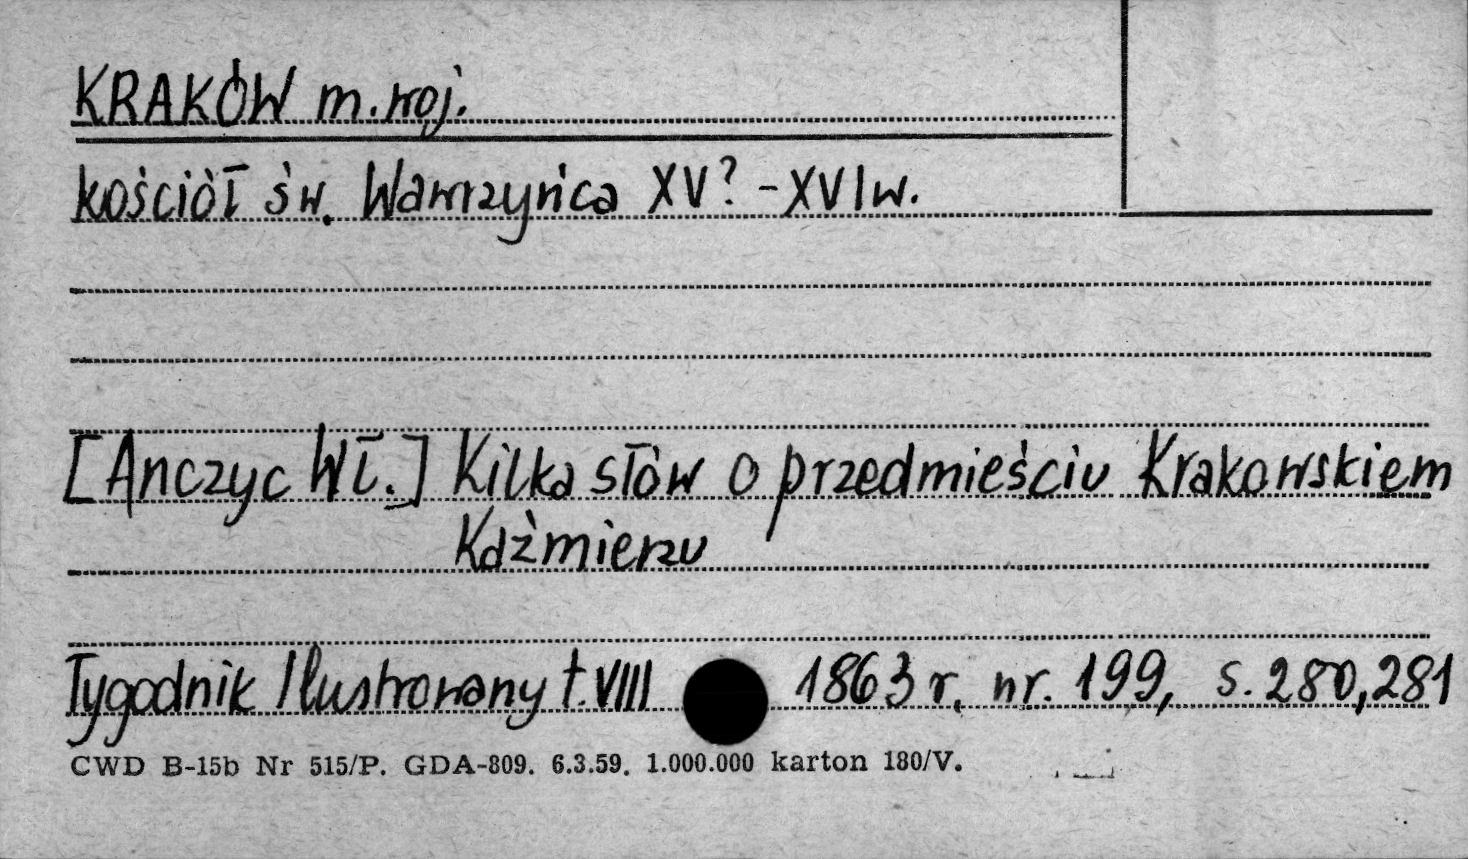 KRAKÓW m. woj.
kościół św. Wawrzyńca XV? - XVI w.
[Anczyc Wł.] Kilka słów o przedmieściu Krakowskiem
Kaźmierzu
Tygodnik Ilustrowany t. VIII 1863 r. nr. 199, s. 280, 281
CWD B-15b Nr 515/P. GDA-809. 6.3.59. 1.000.000 karton 180/V.